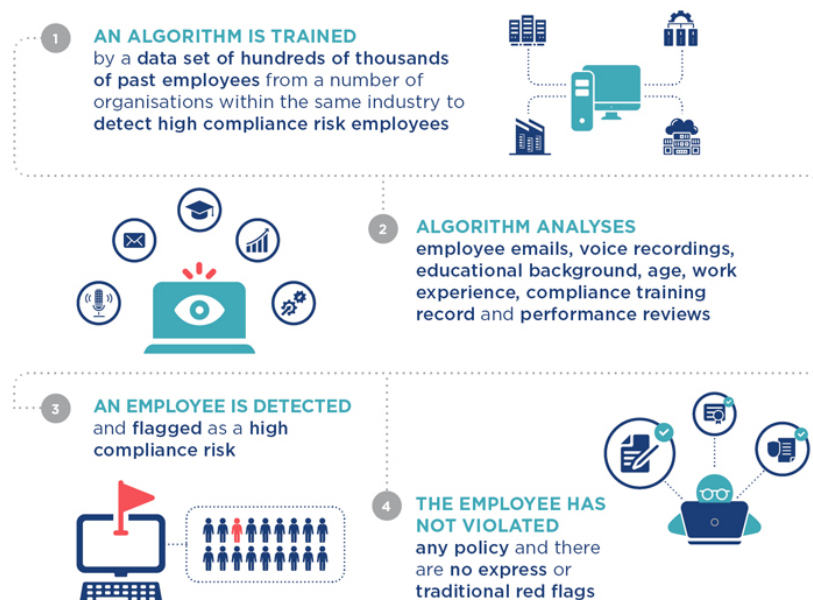 1
AN ALGORITHM IS TRAINED
by a data set of hundreds of thousands
of past employees from a number of
organisations within the same industry to
detect high compliance risk employees
2
ALGORITHM ANALYSES
employee emails, voice recordings,
educational background, age, work
experience, compliance training
record and performance reviews
3
AN EMPLOYEE IS DETECTED
and flagged as a high
compliance risk
4
THE EMPLOYEE HAS
NOT VIOLATED
any policy and there
are no express or
traditional red flags